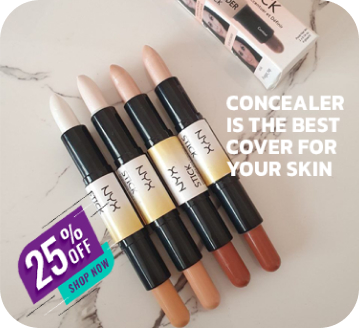 CONCEALER
IS THE BEST
COVER FOR
YOUR SKIN
NYX
STICK
NYX
STICK
NYX
STICK
NYX
25%
OFF
SHOP NOW